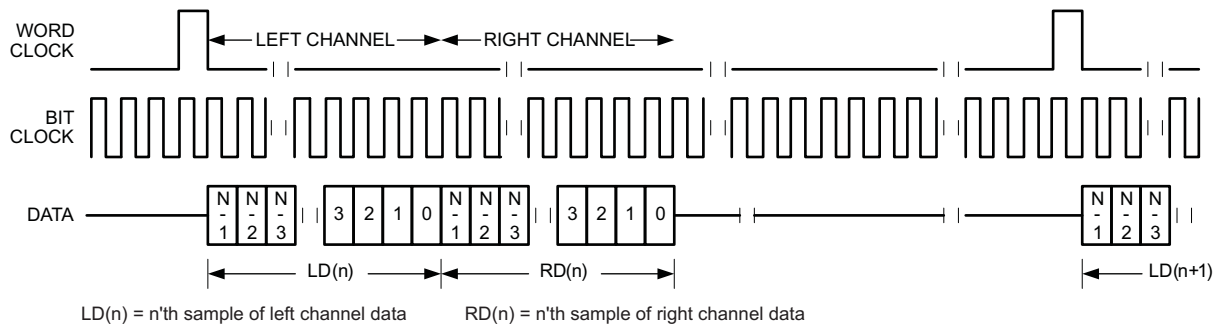 WORD
CLOCK
LEFT CHANNEL
RIGHT CHANNEL
BIT
CLOCK
DATA
N-1 N-2 N-3 3 2 1 0 N-1 N-2 N-3 3 2 1 0 N-1 N-2 N-3
LD(n) RD(n) LD(n+1)
LD(n) = n'th sample of left channel data RD(n) = n'th sample of right channel data